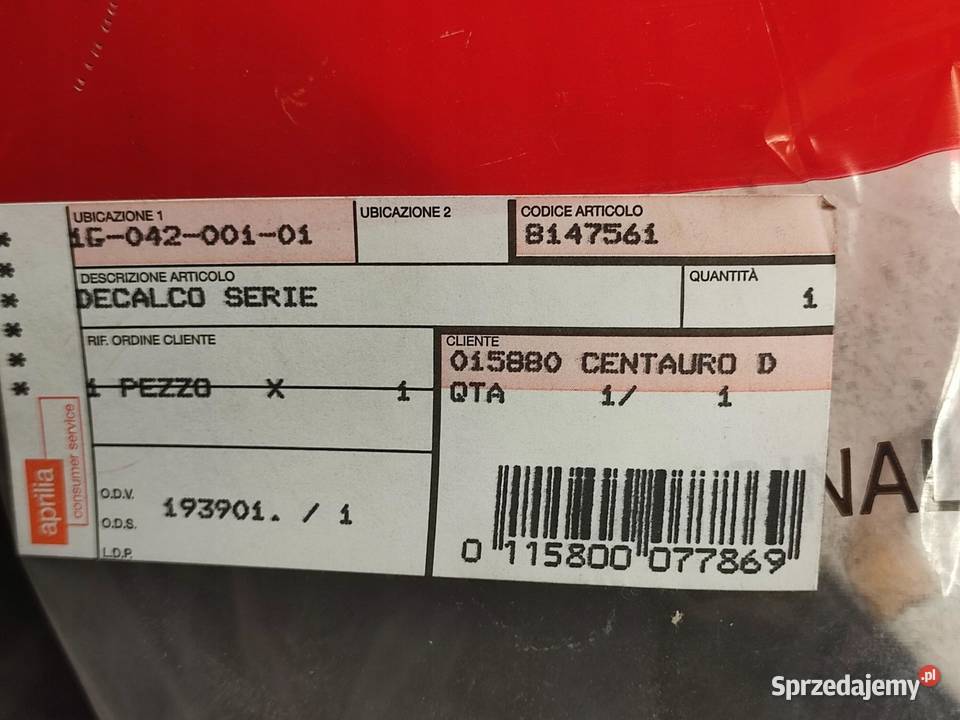 UBICAZIONE 1
1G-042-001-01
UBICAZIONE 2
CODICE ARTICOLO
8147561
DESCRIZIONE ARTICOLO
DECALCO SERIE
QUANTITÀ
1
RIF. ORDINE CLIENTE
1 PEZZO X 1
CLIENTE
015880 CENTAURO D
QTA 1/ 1
* * * * * *
aprilia
consumer service
O.D.V.
O.D.S.
193901. / 1
L.D.P.
0 115800 077869
INAL
Sprzedajemy.pl